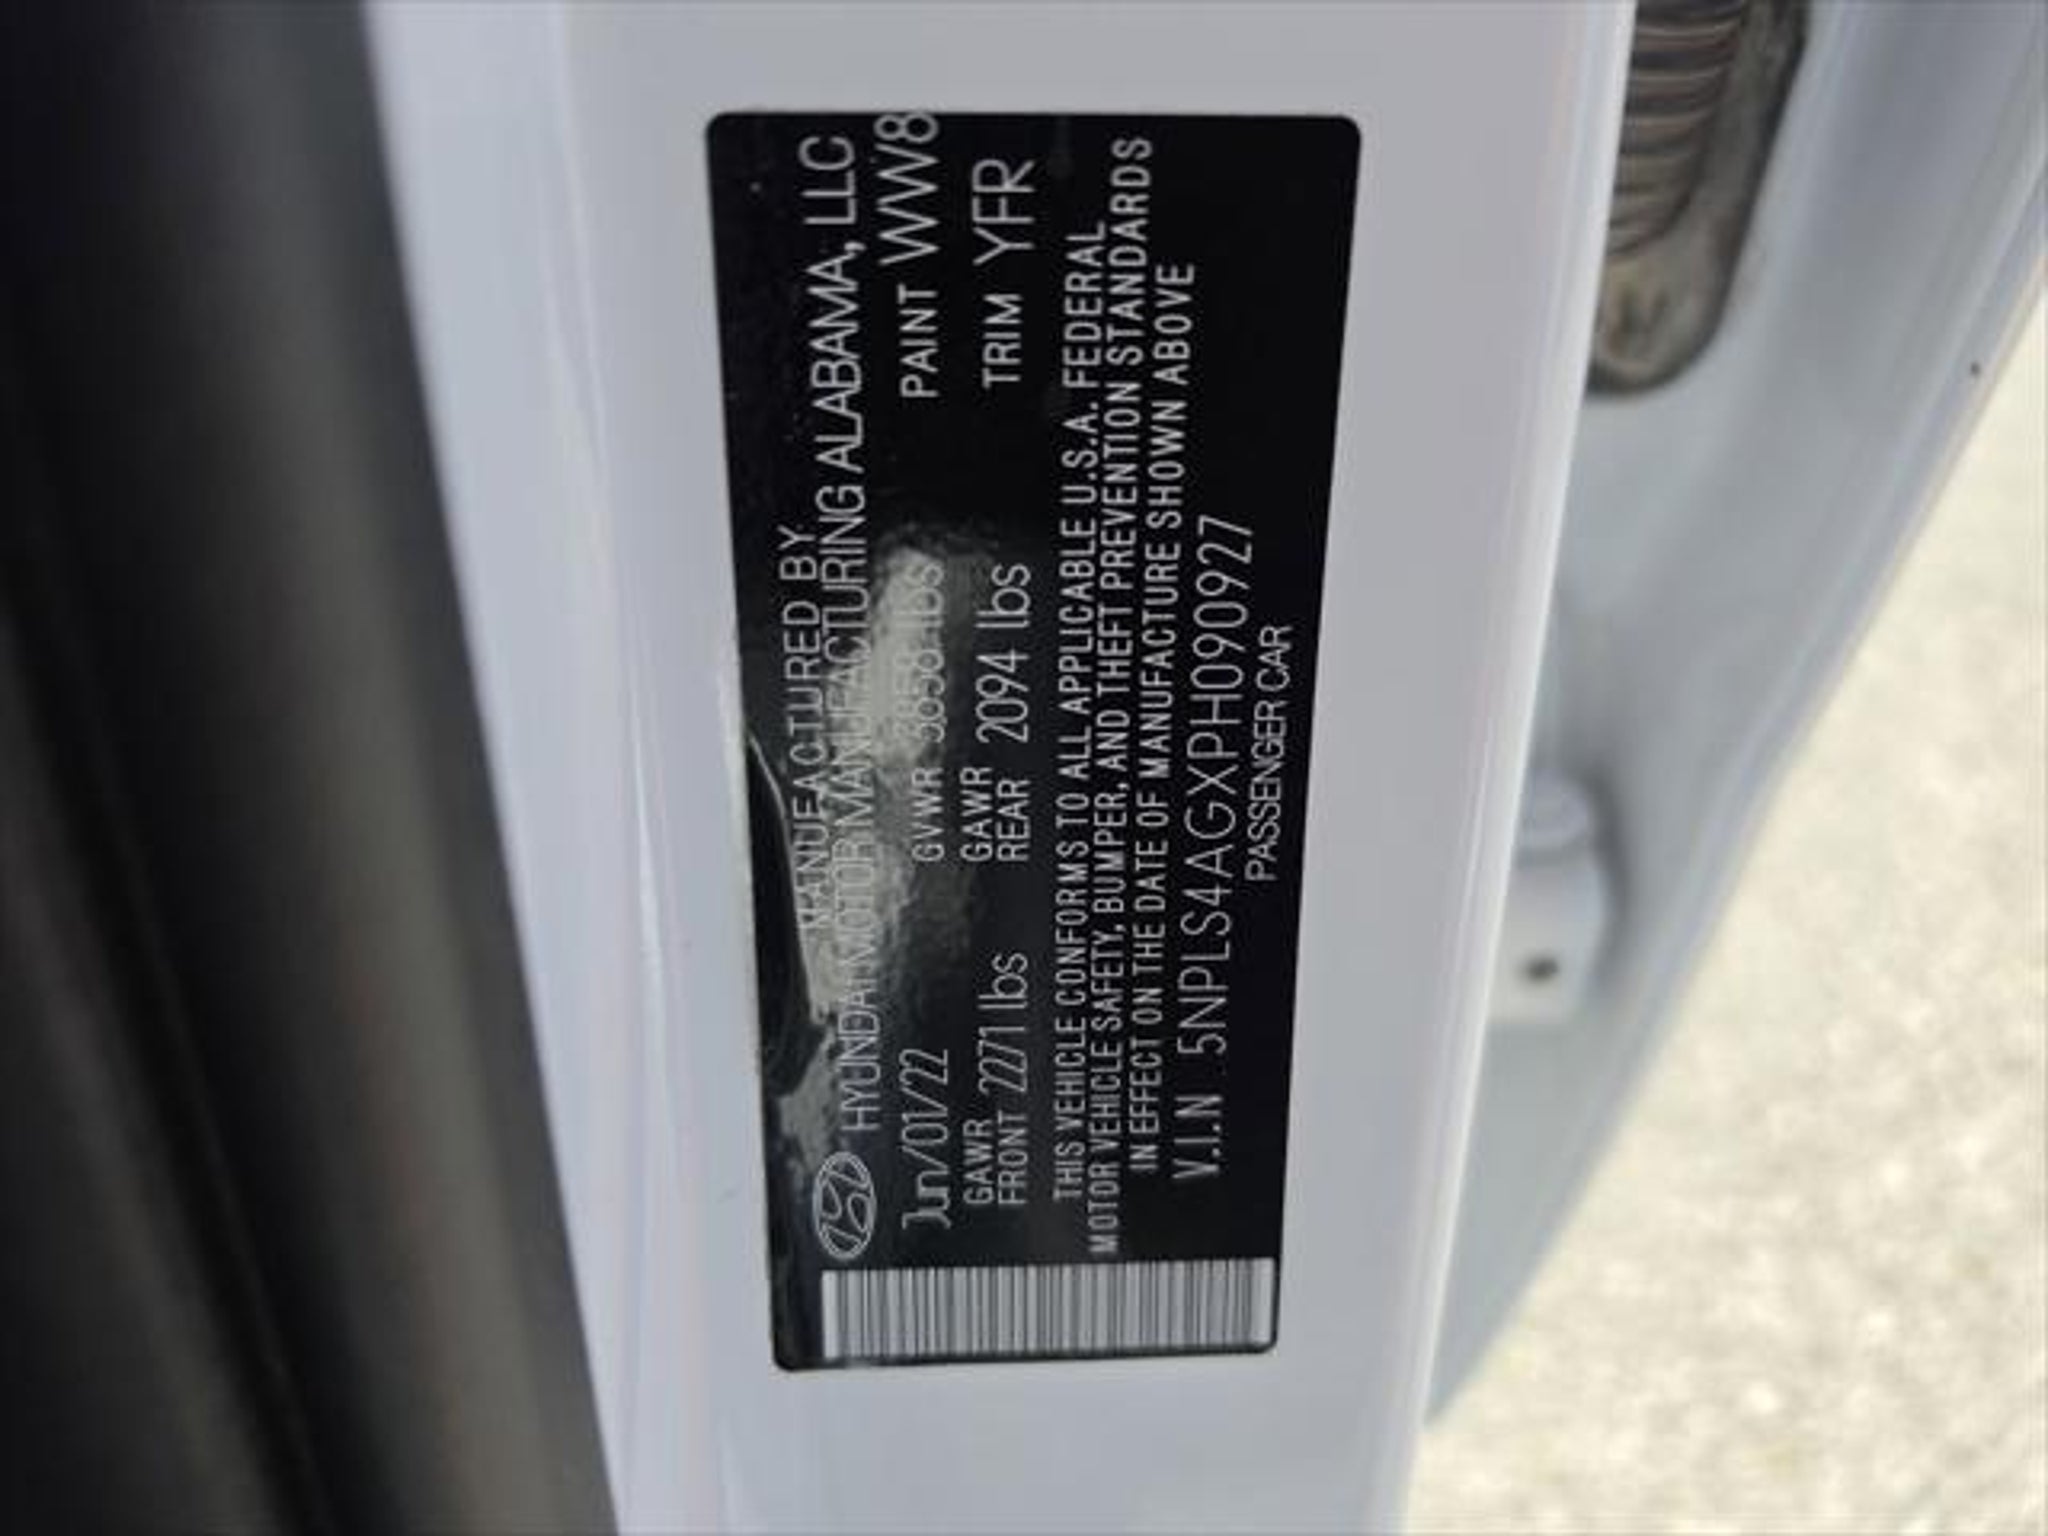 MANUFACTURED BY
HYUNDAI MOTOR MANUFACTURING ALABAMA, LLC
Jun/01/22 GVWR 3858 lbs PAINT WW8
GAWR FRONT 2271 lbs GAWR REAR 2094 lbs TRIM YFR
THIS VEHICLE CONFORMS TO ALL APPLICABLE U.S.A. FEDERAL
MOTOR VEHICLE SAFETY, BUMPER, AND THEFT PREVENTION STANDARDS
IN EFFECT ON THE DATE OF MANUFACTURE SHOWN ABOVE
V.I.N 5NPLS4AGXPH090927
PASSENGER CAR